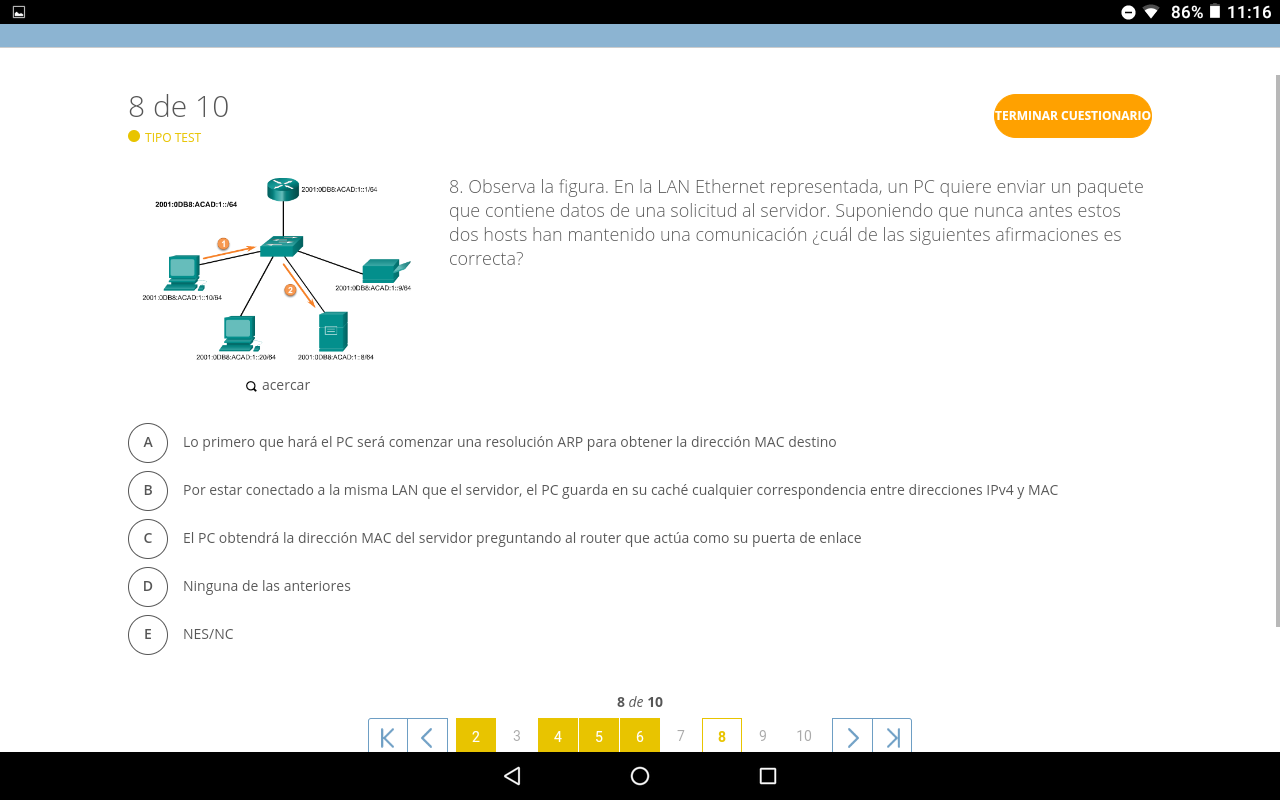 86% 11:16
8 de 10
TERMINAR CUESTIONARIO
TIPO TEST
2001:0DB8:ACAD:1::1/64
2001:0DB8:ACAD:1::/64
1
2001:0DB8:ACAD:1::10/64
2
2001:0DB8:ACAD:1::9/64
2001:0DB8:ACAD:1::20/64
2001:0DB8:ACAD:1::8/64
acercar
8. Observa la figura. En la LAN Ethernet representada, un PC quiere enviar un paquete
que contiene datos de una solicitud al servidor. Suponiendo que nunca antes estos
dos hosts han mantenido una comunicación ¿cuál de las siguientes afirmaciones es
correcta?
A Lo primero que hará el PC será comenzar una resolución ARP para obtener la dirección MAC destino
B Por estar conectado a la misma LAN que el servidor, el PC guarda en su caché cualquier correspondencia entre direcciones IPv4 y MAC
C El PC obtendrá la dirección MAC del servidor preguntando al router que actúa como su puerta de enlace
D Ninguna de las anteriores
E NES/NC
8 de 10
2 3 4 5 6 7 8 9 10